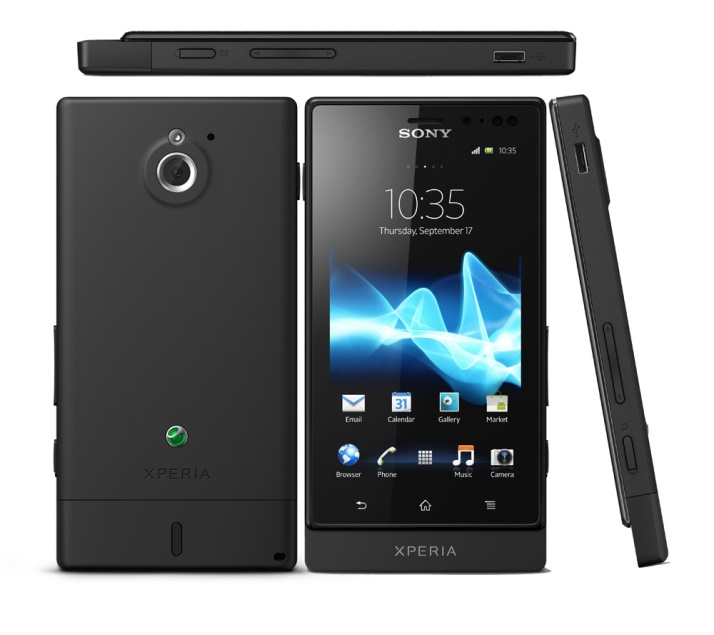 SONY
10:35
10:35
Thursday, September 17
31
Email Calendar Gallery Market
Browser Phone Music Camera
XPERIA
XPERIA